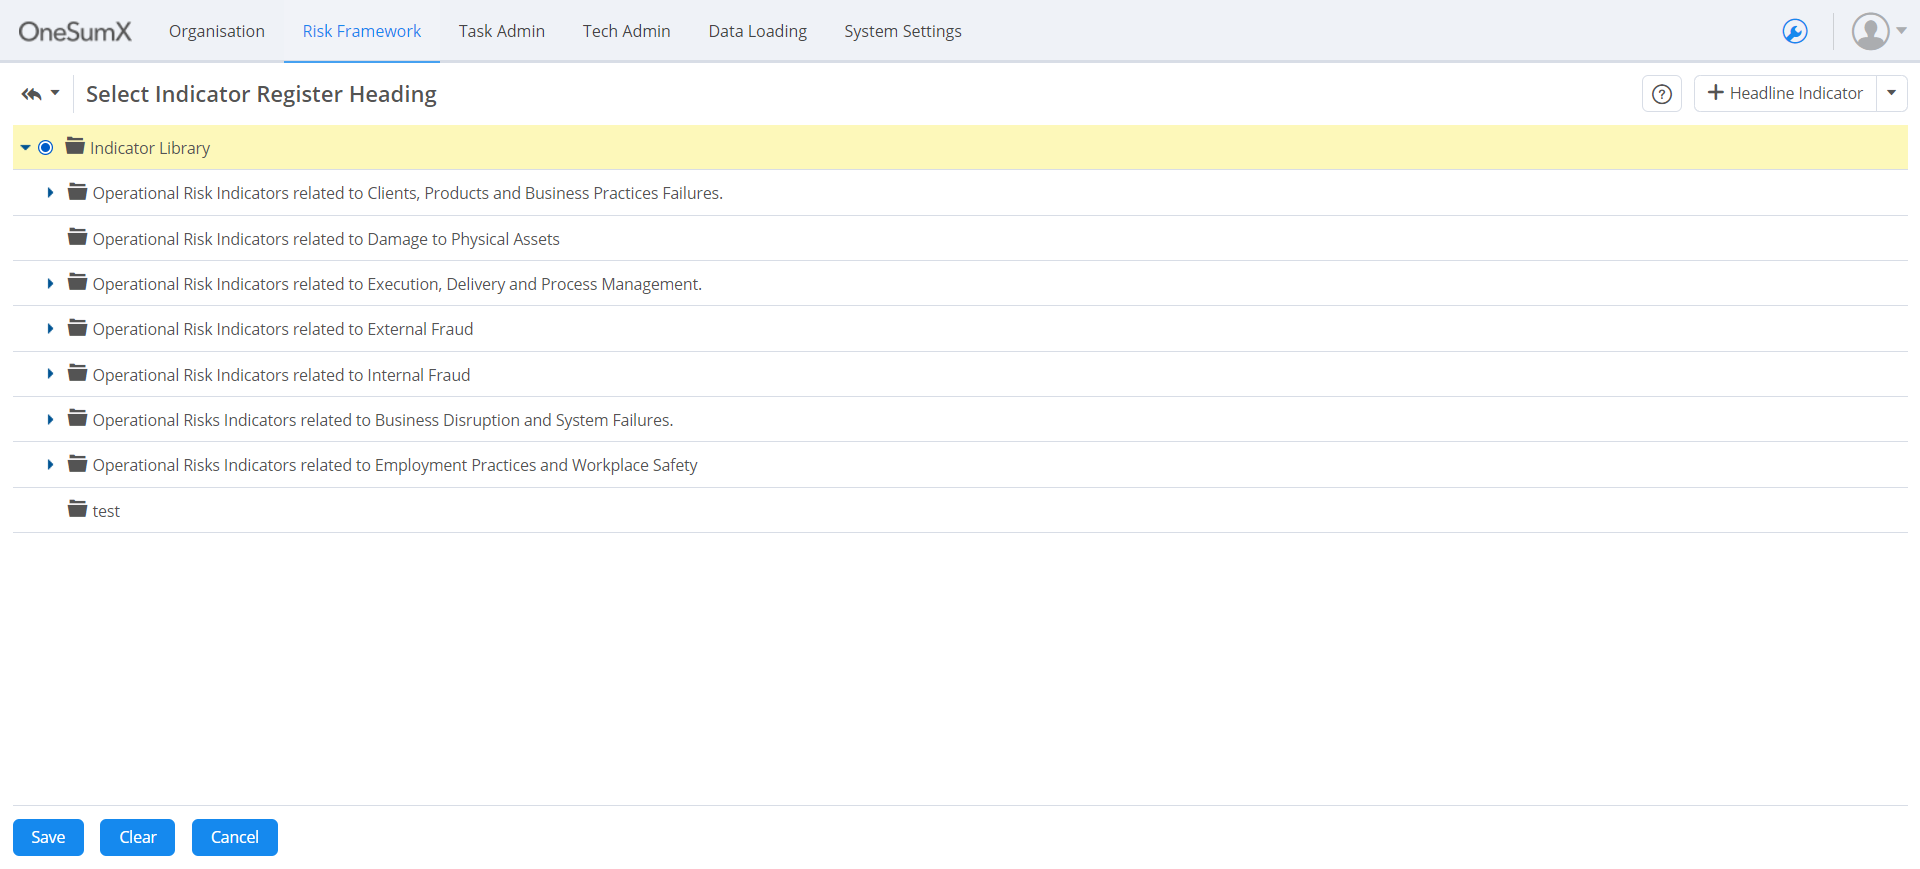 OneSumX Organisation Risk Framework Task Admin Tech Admin Data Loading System Settings
Select Indicator Register Heading ? + Headline Indicator
Indicator Library
Operational Risk Indicators related to Clients, Products and Business Practices Failures.
Operational Risk Indicators related to Damage to Physical Assets
Operational Risk Indicators related to Execution, Delivery and Process Management.
Operational Risk Indicators related to External Fraud
Operational Risk Indicators related to Internal Fraud
Operational Risks Indicators related to Business Disruption and System Failures.
Operational Risks Indicators related to Employment Practices and Workplace Safety
test
Save Clear Cancel